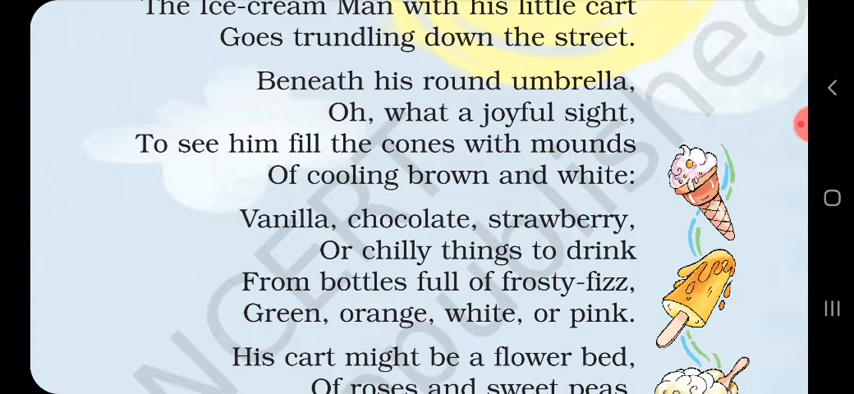 The Ice-cream Man with his little cart
Goes trundling down the street.
Beneath his round umbrella,
Oh, what a joyful sight,
To see him fill the cones with mounds
Of cooling brown and white:
Vanilla, chocolate, strawberry,
Or chilly things to drink
From bottles full of frosty-fizz,
Green, orange, white, or pink.
His cart might be a flower bed,
Of roses and sweet peas,
NCERT
republished